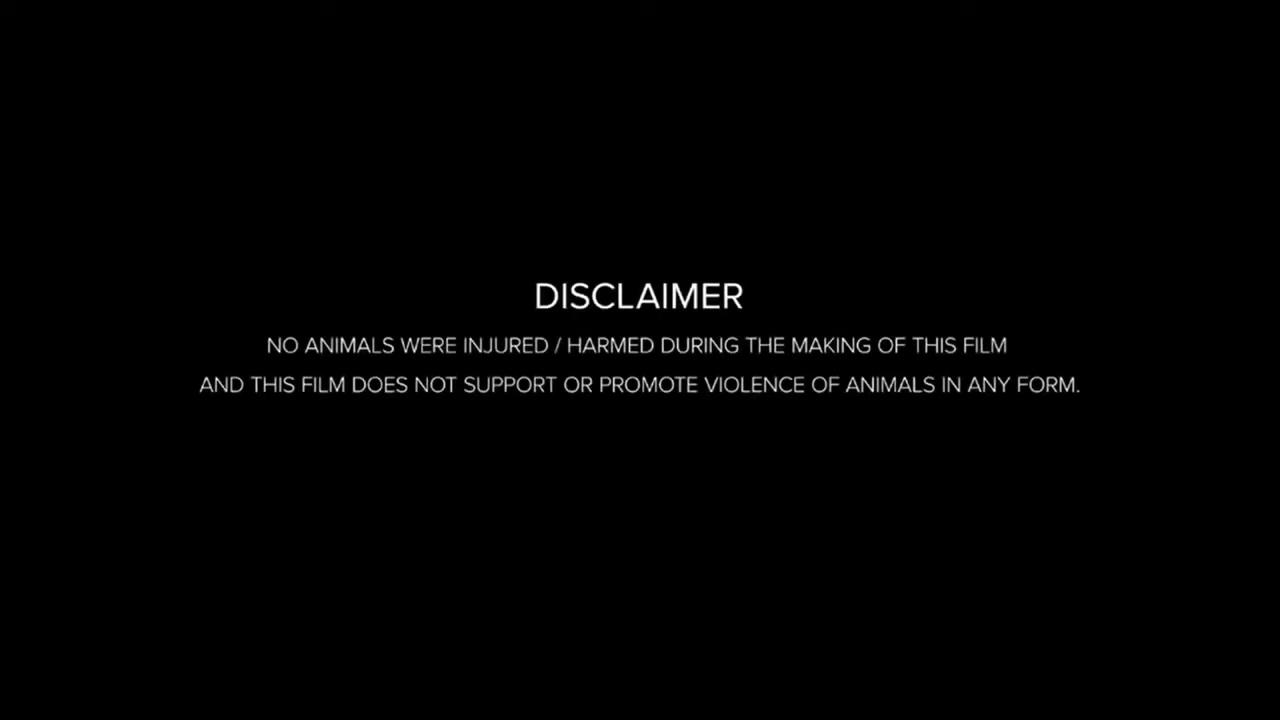 DISCLAIMER
NO ANIMALS WERE INJURED / HARMED DURING THE MAKING OF THIS FILM
AND THIS FILM DOES NOT SUPPORT OR PROMOTE VIOLENCE OF ANIMALS IN ANY FORM.